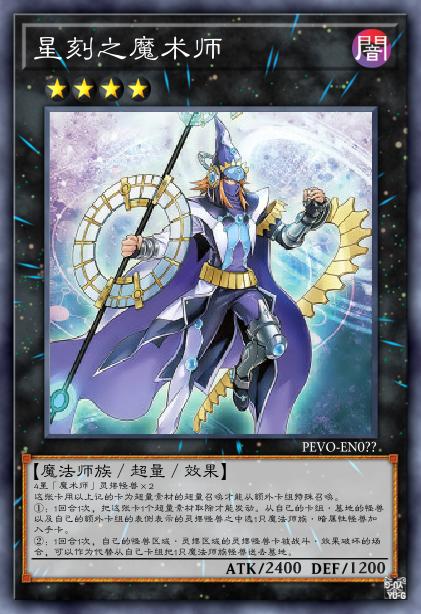 星刻之魔术师
闇
PEVO-EN0??
【魔法师族／超量／效果】
4星「魔术师」灵摆怪兽×2
这张卡用以上记的卡为超量素材的超量召唤才能从额外卡组特殊召唤。
①：1回合1次，把这张卡1个超量素材取除才能发动。从自己的卡组·墓地的怪兽
以及自己的额外卡组的表侧表示的灵摆怪兽之中选1只魔法师族·暗属性怪兽加
入手卡。
②：1回合1次，自己的怪兽区域·灵摆区域的灵摆怪兽卡被战斗·效果破坏的场
合，可以作为代替从自己卡组把1只魔法师族怪兽送去墓地。
ATK/2400 DEF/1200